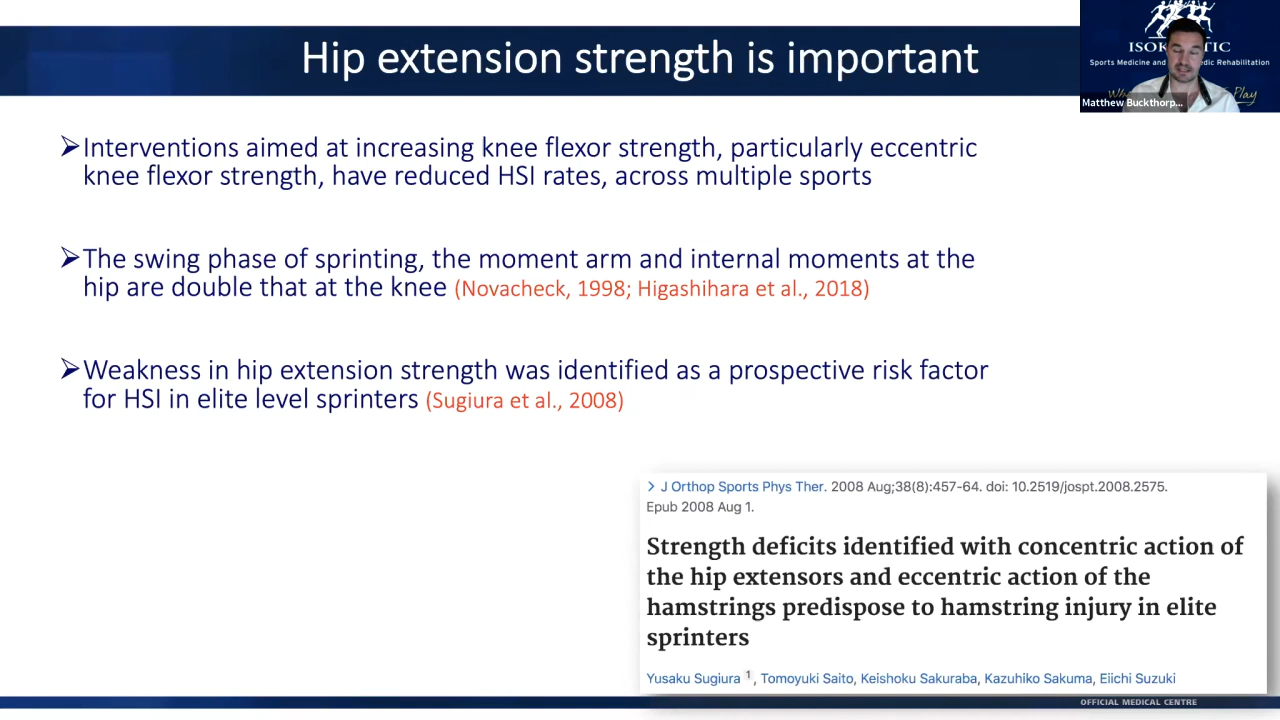 Hip extension strength is important
ISOK TIC
Sports Medicine and edic Rehabilitation
Play
Matthew Buckthorp...
➢Interventions aimed at increasing knee flexor strength, particularly eccentric
knee flexor strength, have reduced HSI rates, across multiple sports
➢The swing phase of sprinting, the moment arm and internal moments at the
hip are double that at the knee (Novacheck, 1998; Higashihara et al., 2018)
➢Weakness in hip extension strength was identified as a prospective risk factor
for HSI in elite level sprinters (Sugiura et al., 2008)
> J Orthop Sports Phys Ther. 2008 Aug;38(8):457-64. doi: 10.2519/jospt.2008.2575.
Epub 2008 Aug 1.
Strength deficits identified with concentric action of
the hip extensors and eccentric action of the
hamstrings predispose to hamstring injury in elite
sprinters
Yusaku Sugiura 1, Tomoyuki Saito, Keishoku Sakuraba, Kazuhiko Sakuma, Eiichi Suzuki
OFFICIAL MEDICAL CENTRE